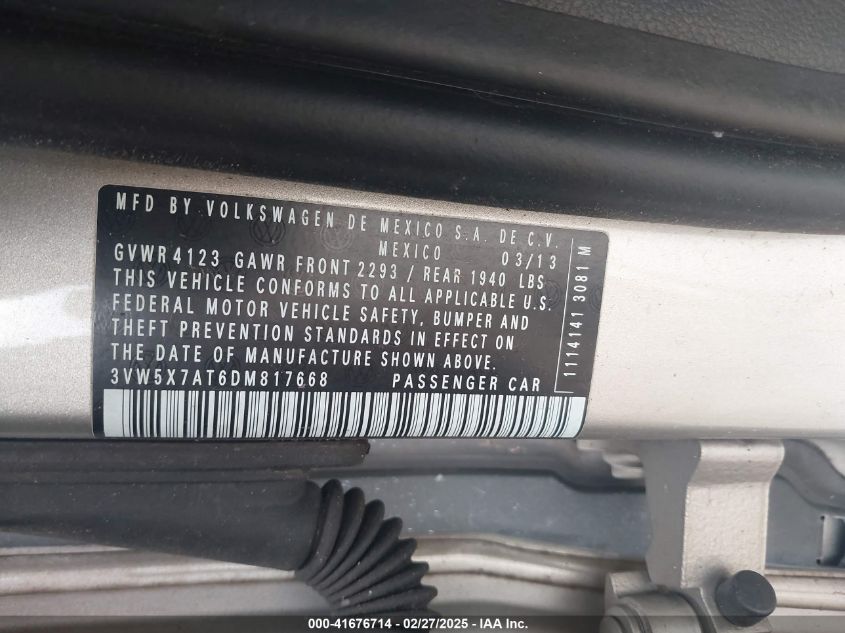 MFD BY VOLKSWAGEN DE MEXICO S.A. DE C.V.
MEXICO 03/13
GVWR 4123 GAWR FRONT 2293 / REAR 1940 LBS
THIS VEHICLE CONFORMS TO ALL APPLICABLE U.S.
FEDERAL MOTOR VEHICLE SAFETY, BUMPER AND
THEFT PREVENTION STANDARDS IN EFFECT ON
THE DATE OF MANUFACTURE SHOWN ABOVE.
3VW5X7AT6DM817668 PASSENGER CAR
1114141 3081 M
000-41676714 - 02/27/2025 - IAA Inc.